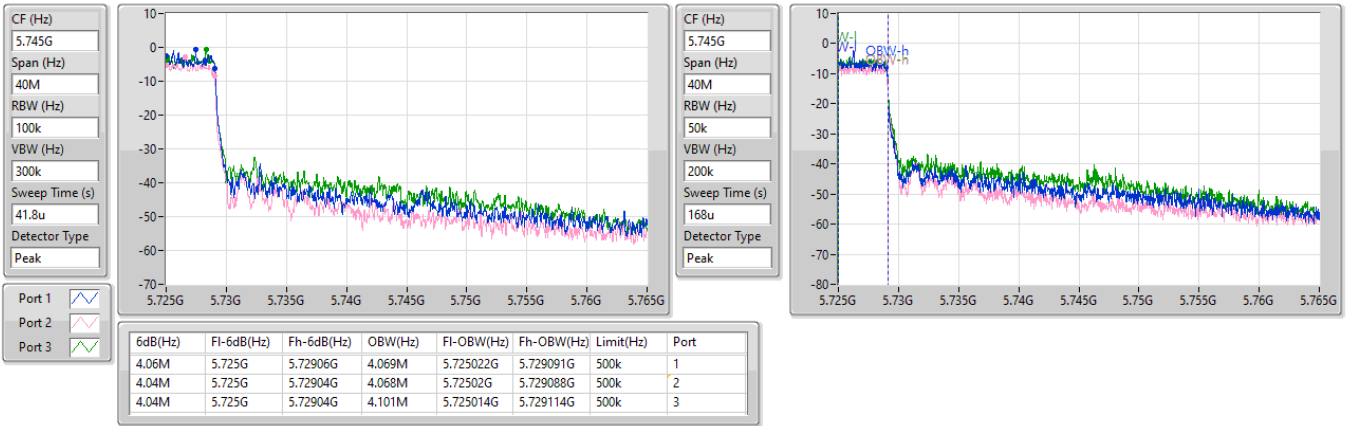 CF (Hz)
5.745G
Span (Hz)
40M
RBW (Hz)
100k
VBW (Hz)
300k
Sweep Time (s)
41.8u
Detector Type
Peak
Port 1
Port 2
Port 3
10
0
-10
-20
-30
-40
-50
-60
-70
5.725G 5.73G 5.735G 5.74G 5.745G 5.75G 5.755G 5.76G 5.765G
CF (Hz)
5.745G
Span (Hz)
40M
RBW (Hz)
50k
VBW (Hz)
200k
Sweep Time (s)
168u
Detector Type
Peak
10
0
-10
-20
-30
-40
-50
-60
-70
-80
W-l
W-l
OBW-h
5.725G 5.73G 5.735G 5.74G 5.745G 5.75G 5.755G 5.76G 5.765G
6dB(Hz) Fl-6dB(Hz) Fh-6dB(Hz) OBW(Hz) Fl-OBW(Hz) Fh-OBW(Hz) Limit(Hz) Port
4.06M 5.725G 5.72906G 4.069M 5.725022G 5.729091G 500k 1
4.04M 5.725G 5.72904G 4.068M 5.72502G 5.729088G 500k 2
4.04M 5.725G 5.72904G 4.101M 5.725014G 5.729114G 500k 3